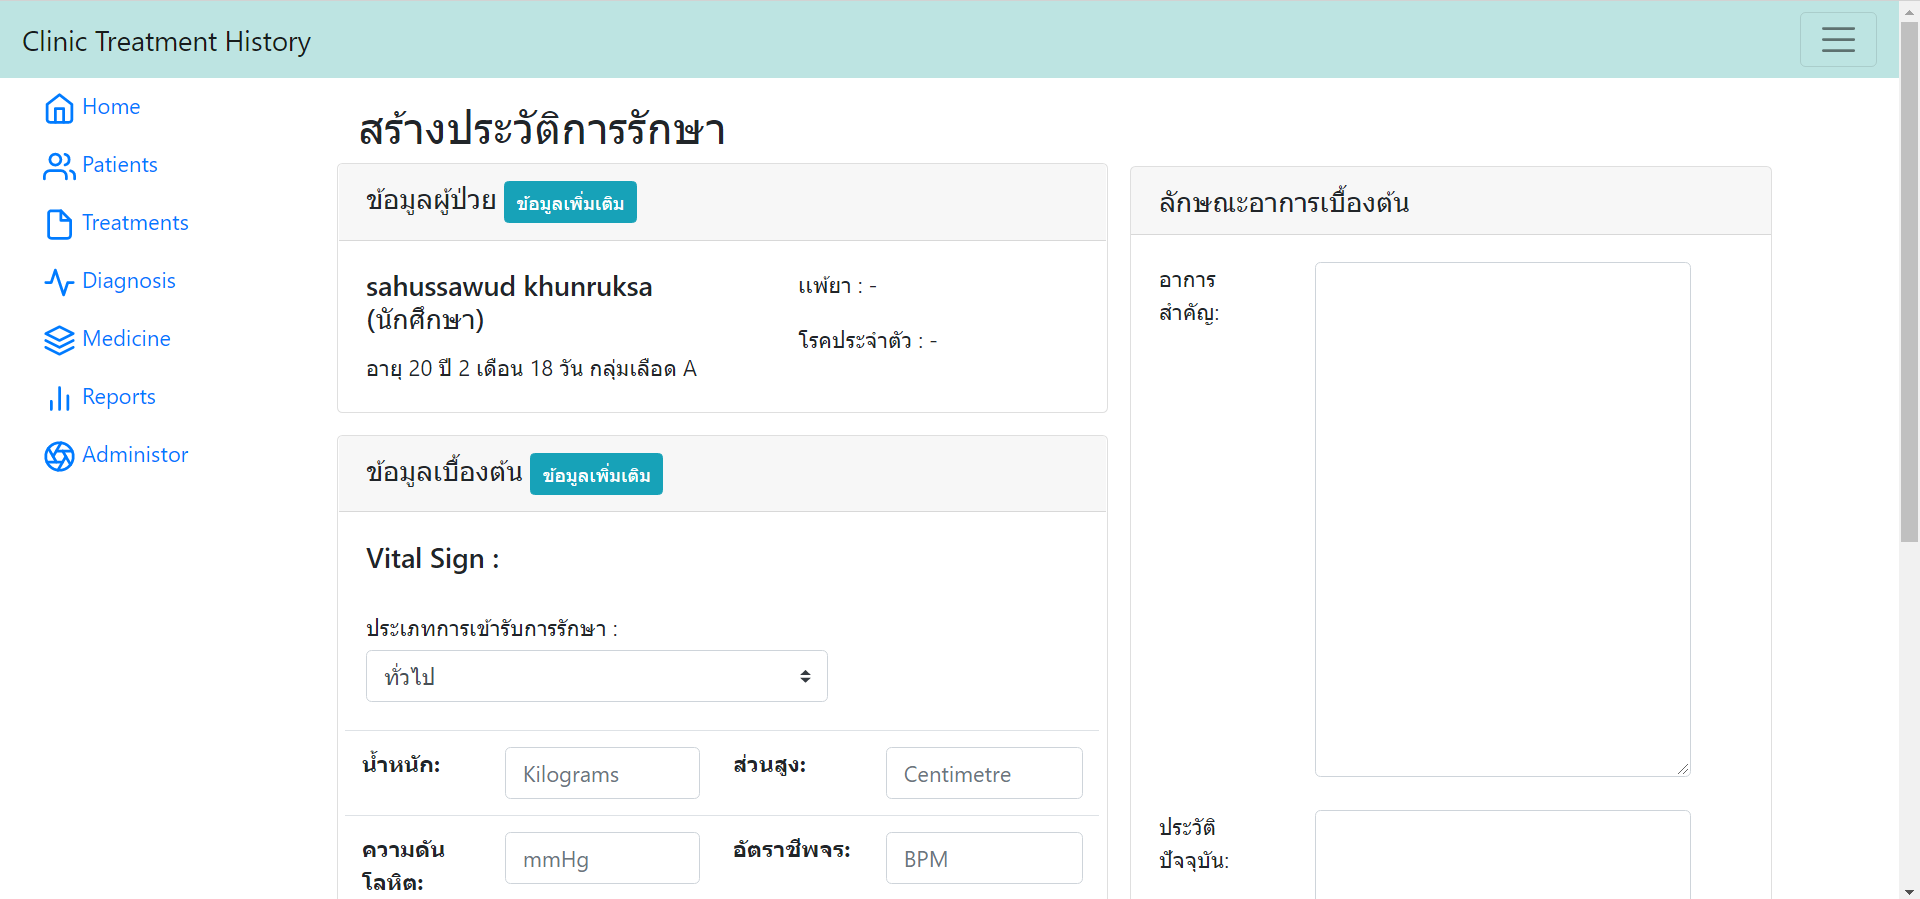 Clinic Treatment History
Home
Patients
Treatments
Diagnosis
Medicine
Reports
Administor
สร้างประวัติการรักษา
ข้อมูลผู้ป่วย ข้อมูลเพิ่มเติม
sahussawud khunruksa
(นักศึกษา)
อายุ 20 ปี 2 เดือน 18 วัน กลุ่มเลือด A
แพ้ยา : -
โรคประจำตัว : -
ข้อมูลเบื้องต้น ข้อมูลเพิ่มเติม
Vital Sign :
ประเภทการเข้ารับการรักษา :
ทั่วไป
น้ำหนัก: Kilograms ส่วนสูง: Centimetre
ความดัน
โลหิต: mmHg อัตราชีพจร: BPM
ลักษณะอาการเบื้องต้น
อาการ
สำคัญ:
ประวัติ
ปัจจุบัน: